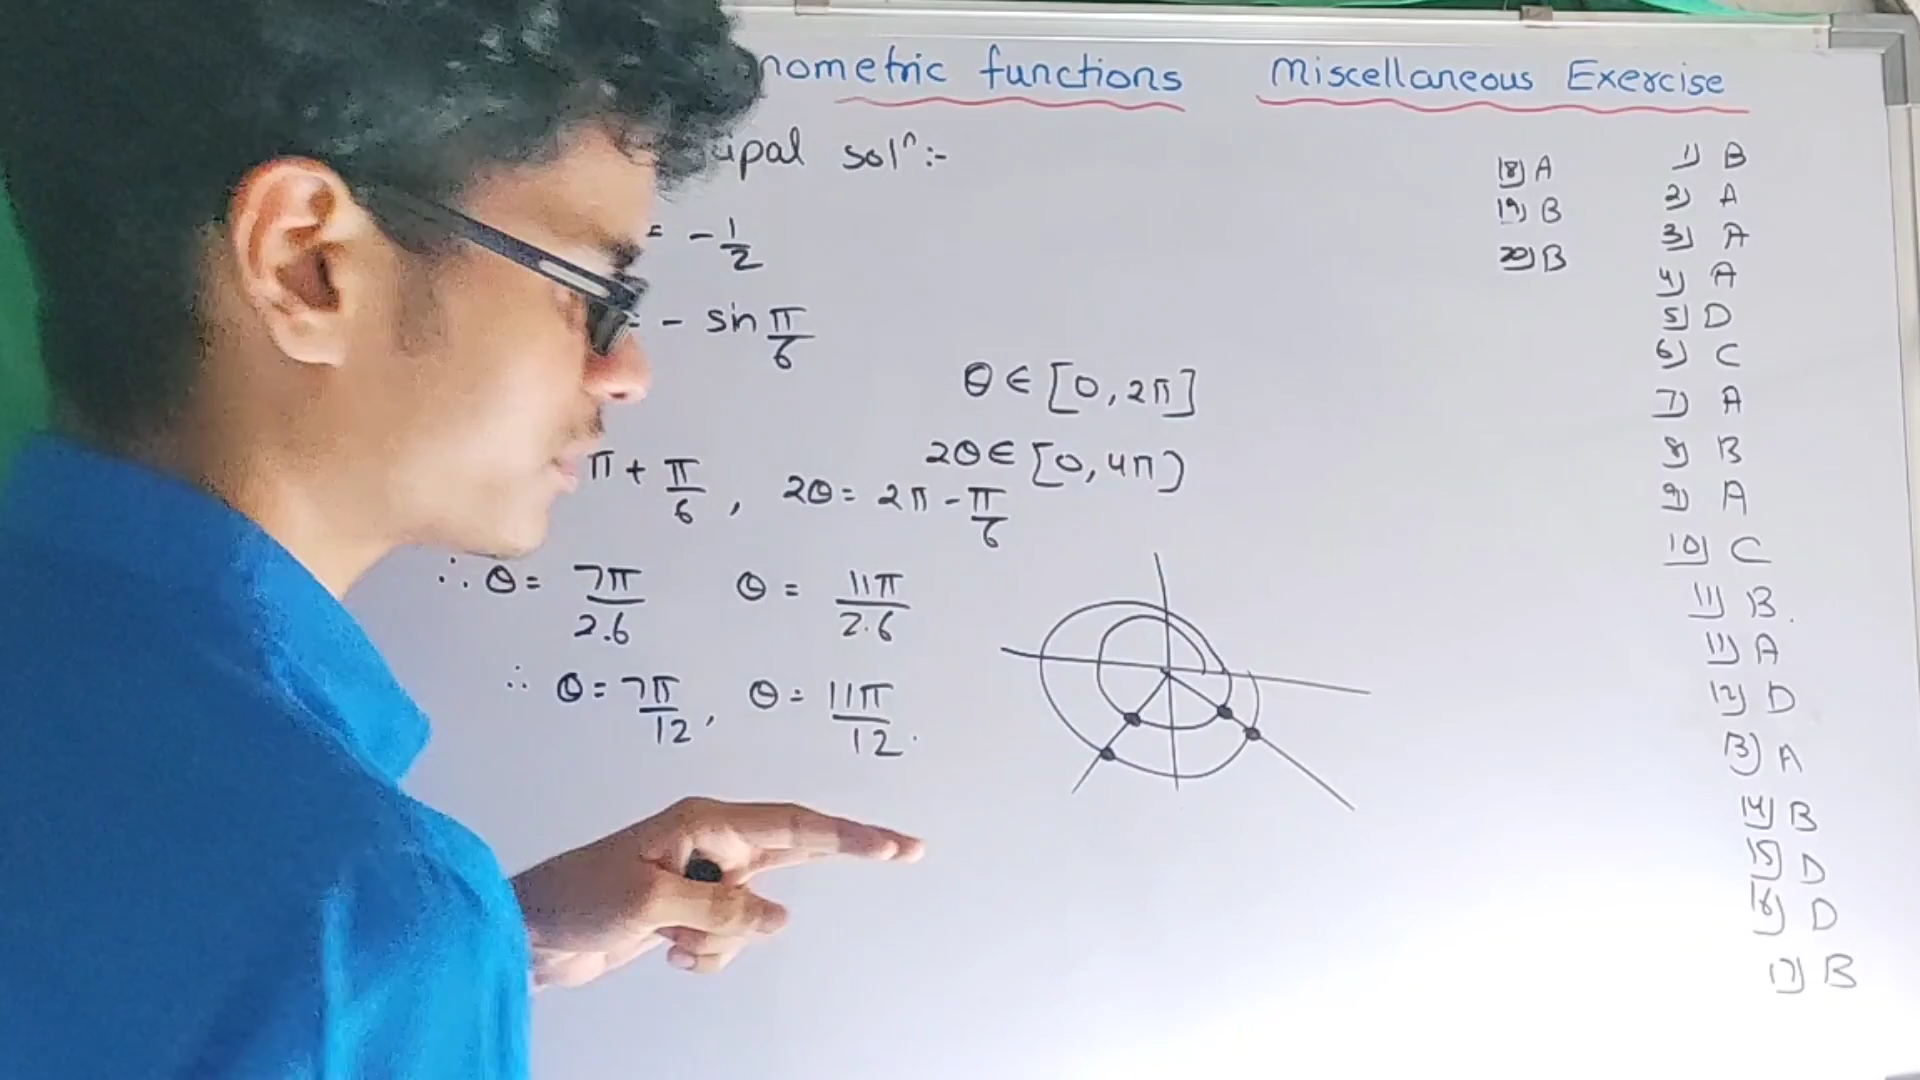 nometric functions Miscellaneous Exercise
ipal solⁿ:-
= -1/2
= - sin π/6
θ ∈ [0, 2π]
2θ ∈ [0, 4π)
π + π/6 , 2θ = 2π - π/6
∴ θ = 7π/2.6 θ = 11π/2.6
∴ θ = 7π/12 , θ = 11π/12 .
18) A
19) B
20) B
1) B
2) A
3) A
4) A
5) D
6) C
7) A
8) B
9) A
10) C
11) B.
11) A
12) D
13) A
14) B
15) D
16) D
17) B